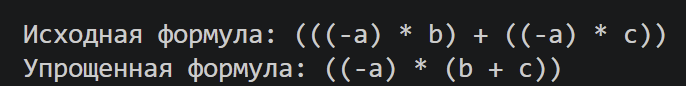 Исходная формула: (((-a) * b) + ((-a) * c))
Упрощенная формула: ((-a) * (b + c))